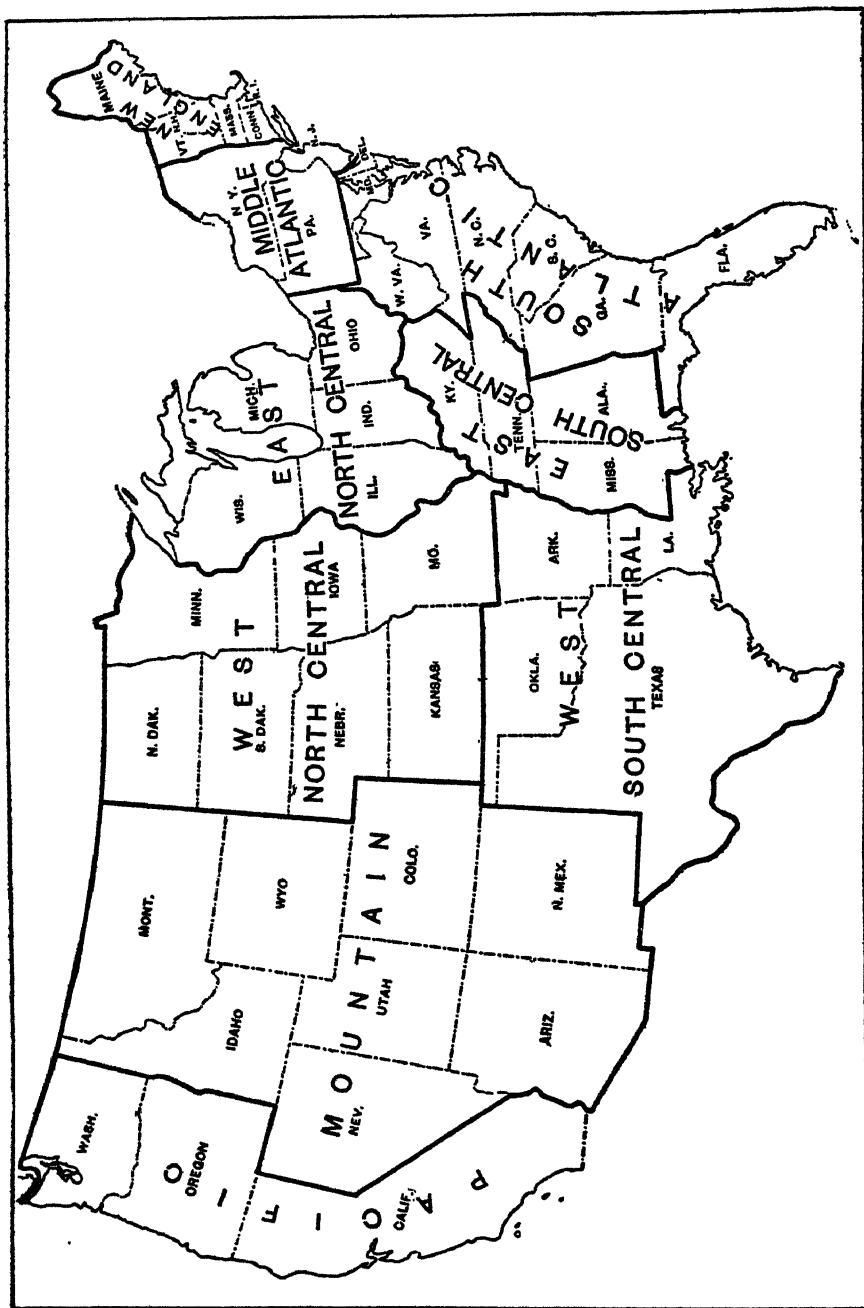 WASH.
OREGON
CALIF.
PACIFIC
MONT.
IDAHO
WYO
NEV.
UTAH
COLO.
ARIZ.
N. MEX.
MOUNTAIN
N. DAK.
S. DAK.
NEBR.
KANSAS
MINN.
IOWA
MO.
WEST
NORTH CENTRAL
OKLA.
TEXAS
ARK.
LA.
WEST
SOUTH CENTRAL
WIS.
MICH.
ILL.
IND.
OHIO
EAST
NORTH CENTRAL
KY.
TENN.
MISS.
ALA.
EAST
SOUTH CENTRAL
N. Y.
PA.
N.J.
MIDDLE
ATLANTIC
MAINE
VT.
N.H.
MASS.
CONN.
R. I.
NEW
ENGLAND
DEL.
MD.
W. VA.
VA.
N.C.
S.C.
GA.
FLA.
SOUTH
ATLANTIC